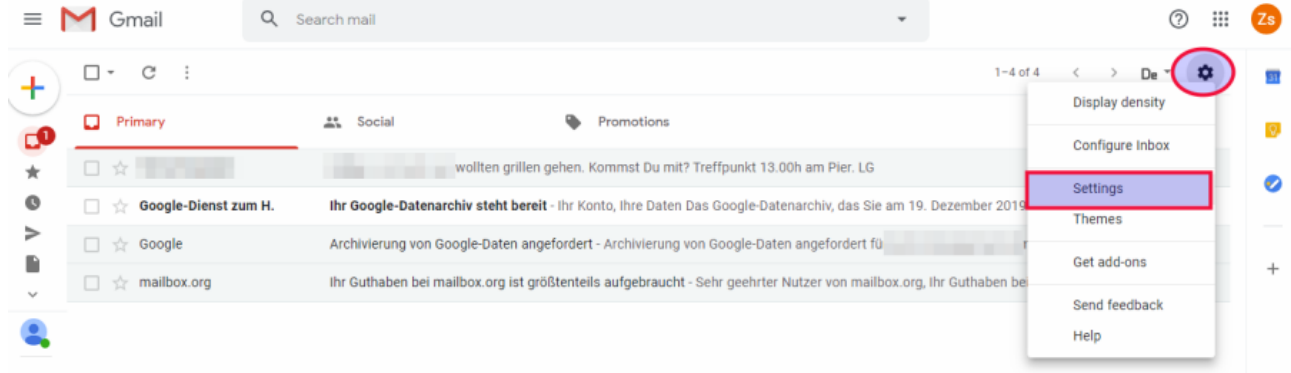 Gmail
Search mail
Zs
1–4 of 4
De
31
Display density
Primary
Social
Promotions
Configure Inbox
1
wollten grillen gehen. Kommst Du mit? Treffpunkt 13.00h am Pier. LG
Settings
Google-Dienst zum H.
Ihr Google-Datenarchiv steht bereit - Ihr Konto, Ihre Daten Das Google-Datenarchiv, das Sie am 19. Dezember 2019
Themes
Google
Archivierung von Google-Daten angefordert - Archivierung von Google-Daten angefordert
Get add-ons
mailbox.org
Ihr Guthaben bei mailbox.org ist größtenteils aufgebraucht - Sehr geehrter Nutzer von mailbox.org, Ihr Guthaben
Send feedback
Help